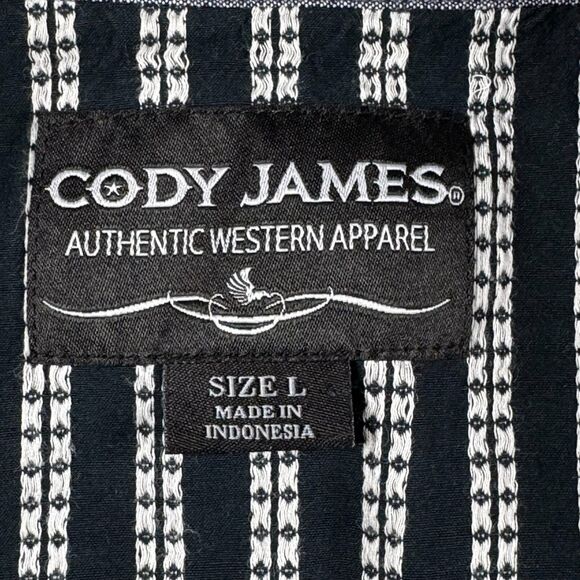 CODY JAMES®
AUTHENTIC WESTERN APPAREL
SIZE L
MADE IN
INDONESIA